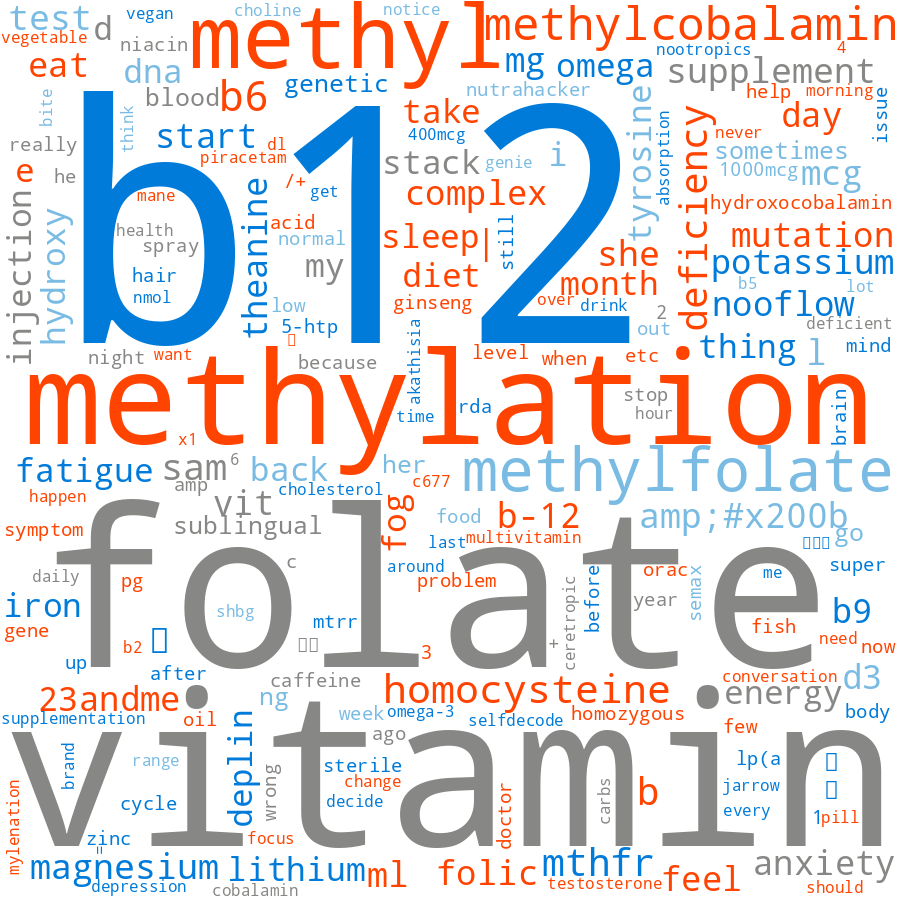 test
d
vegan
choline
notice
methyl
methylcobalamin
vegetable
niacin
eat
dna
genetic
mg
omega
nootropics
4
supplement
bite
blood
b6
nutrahacker
help
morning
take
day
issue
think
start
400mcg
tyrosine
absorption
never
really
dl
piracetam
stack
genie
i
deficiency
sometimes
e
he
mane
/+
get
complex
1000mcg
mcg
injection
hydroxy
b12
theanine
acid
hydroxocobalamin
health
normal
sleep
|
still
she
mutation
spray
my
diet
month
potassium
hair
nmol
low
ginseng
over
drink
b5
lot
nooflow
5-htp
2
out
deficient
night
want
because
akathisia
level
when
etc
thing
l
mind
methylation
time
rda
stop
hour
brain
x1
fatigue
sam
6
back
her
c677
methylfolate
happen
amp
vit
cholesterol
symptom
sublingual
fog
food
b-12
amp;#x200b
go
last
multivitamin
folate
c
around
problem
orac
me
super
daily
pg
ceretropic
before
year
semax
iron
shbg
mtrr
b9
gene
b2
3
+
fish
need
now
up
after
caffeine
conversation
23andme
ng
homocysteine
energy
d3
supplementation
oil
deplin
week
omega-3
selfdecode
homozygous
few
body
vitamin
ago
brand
range
wrong
sterile
lp(a
change
jarrow
mylenation
cycle
decide
doctor
carbs
b
every
1
pill
zinc
focus
magnesium
lithium
ml
folic
mthfr
feel
anxiety
depression
cobalamin
testosterone
should